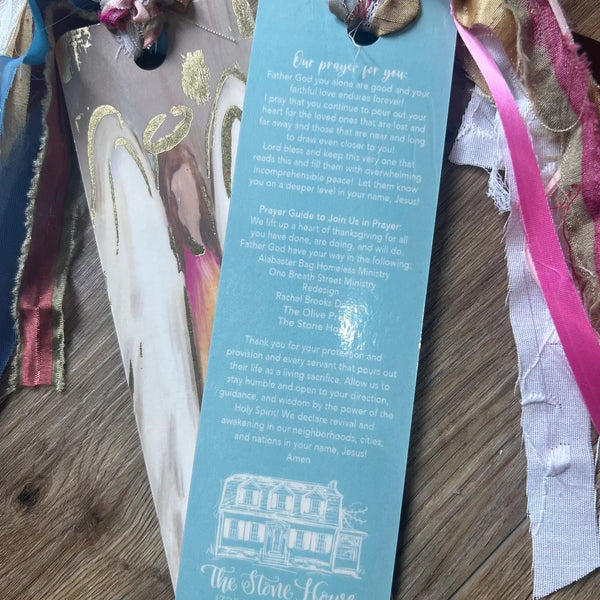 Our prayer for you:
Father God you alone are good and your
faithful love endures forever!
I pray that you continue to pour out your
heart for the loved ones that are lost and
far away and those that are near and long
to draw even closer to you!
Lord bless and keep this very one that
reads this and fill them with overwhelming
incomprehensible peace! Let them know
you on a deeper level in your name, Jesus!
Prayer Guide to Join Us in Prayer:
We lift up a heart of thanksgiving for all
you have done, are doing, and will do.
Father God have your way in the following:
Alabaster Bag Homeless Ministry
One Breath Street Ministry
Redesign
Rachel Brooks
The Olive
The Stone
Thank you for your protection and
provision and every servant that pours out
their life as a living sacrifice. Allow us to
stay humble and open to your direction,
guidance, and wisdom by the power of the
Holy Spirit! We declare revival and
awakening in our neighborhoods, cities,
and nations in your name, Jesus!
Amen
The Stone House